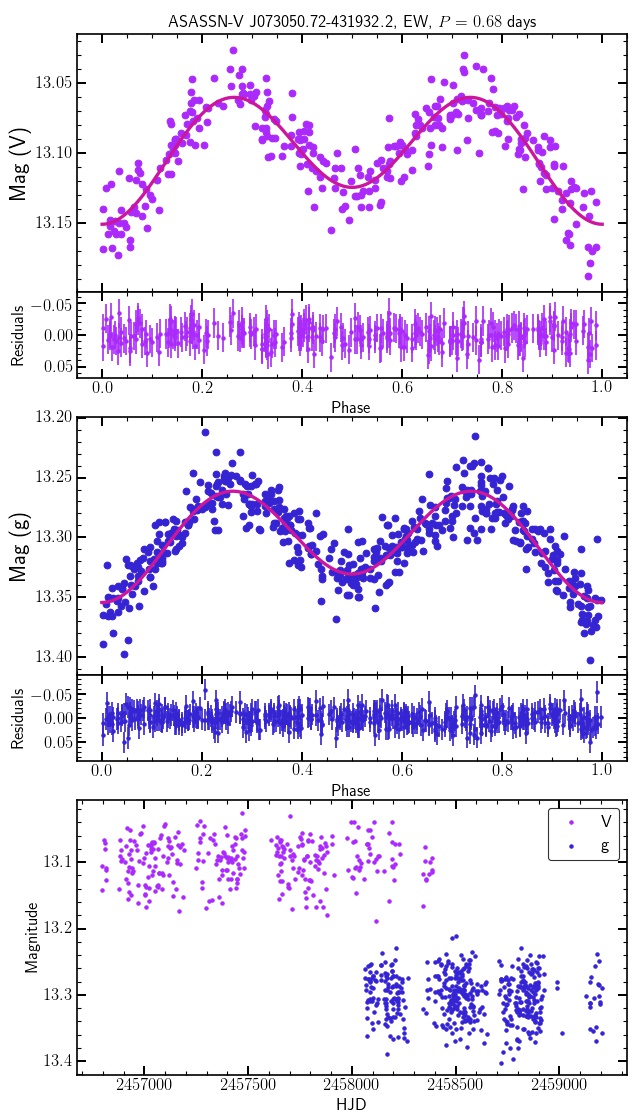 ASASSN-V J073050.72-431932.2, EW, P = 0.68 days
13.05
13.10
13.15
Mag (V)
−0.05
0.00
0.05
Residuals
0.0 0.2 0.4 0.6 0.8 1.0
Phase
13.20
13.25
13.30
13.35
13.40
Mag (g)
−0.05
0.00
0.05
Residuals
0.0 0.2 0.4 0.6 0.8 1.0
Phase
V
g
13.1
13.2
13.3
13.4
Magnitude
2457000 2457500 2458000 2458500 2459000
HJD